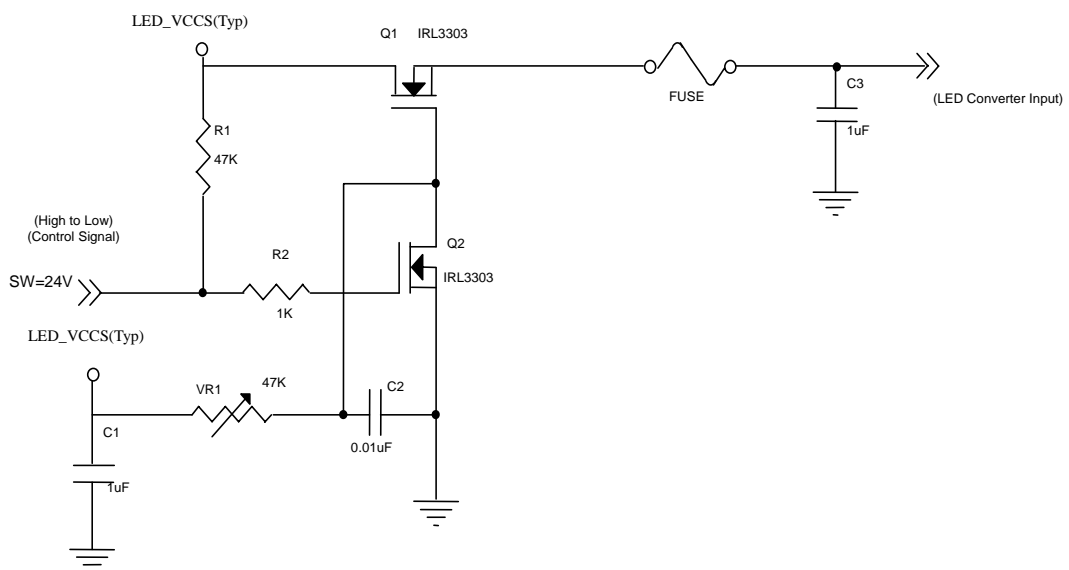 LED_VCCS(Typ)
Q1 IRL3303
R1
47K
FUSE
C3
1uF
(LED Converter Input)
(High to Low)
(Control Signal)
SW=24V
R2
1K
Q2
IRL3303
LED_VCCS(Typ)
VR1
47K
C2
0.01uF
C1
1uF